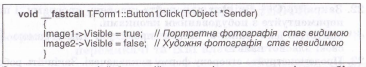 void __fastcall TForm1::Button1Click(TObject *Sender)
{
Image1->Visible = true; // Портретна фотографія стає видимою
Image2->Visible = false; // Художня фотографія стає невидимою
}